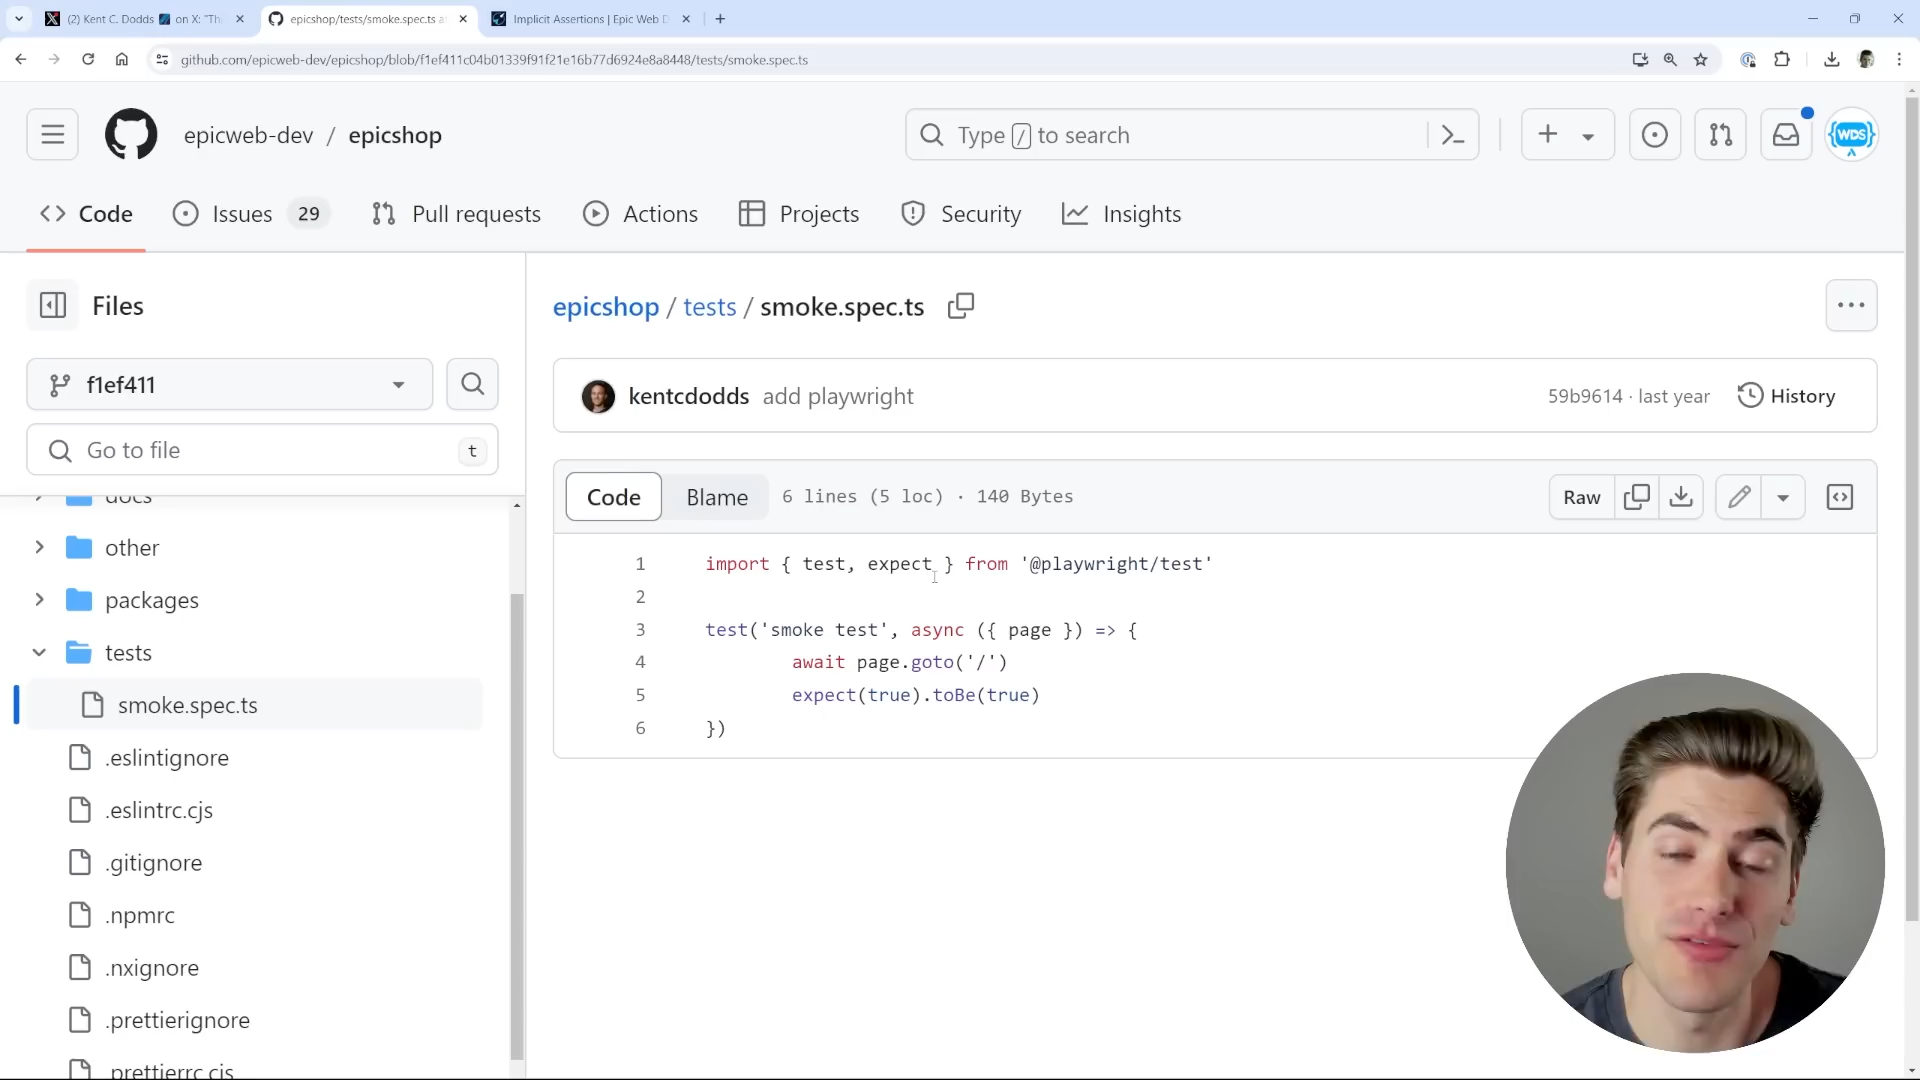 (2) Kent C. Dodds on X: "Th
epicshop/tests/smoke.spec.ts a
Implicit Assertions | Epic Web D
github.com/epicweb-dev/epicshop/blob/f1ef411c04b01339f91f21e16b77d6924e8a8448/tests/smoke.spec.ts
epicweb-dev / epicshop
Type / to search
WDS
Code
Issues 29
Pull requests
Actions
Projects
Security
Insights
Files
f1ef411
Go to file
t
docs
other
packages
tests
smoke.spec.ts
.eslintignore
.eslintrc.cjs
.gitignore
.npmrc
.nxignore
.prettierignore
.prettierrc.cjs
epicshop / tests / smoke.spec.ts
kentcdodds add playwright
59b9614 · last year
History
Code
Blame
6 lines (5 loc) · 140 Bytes
Raw
1 import { test, expect } from '@playwright/test'
2
3 test('smoke test', async ({ page }) => {
4 await page.goto('/')
5 expect(true).toBe(true)
6 })